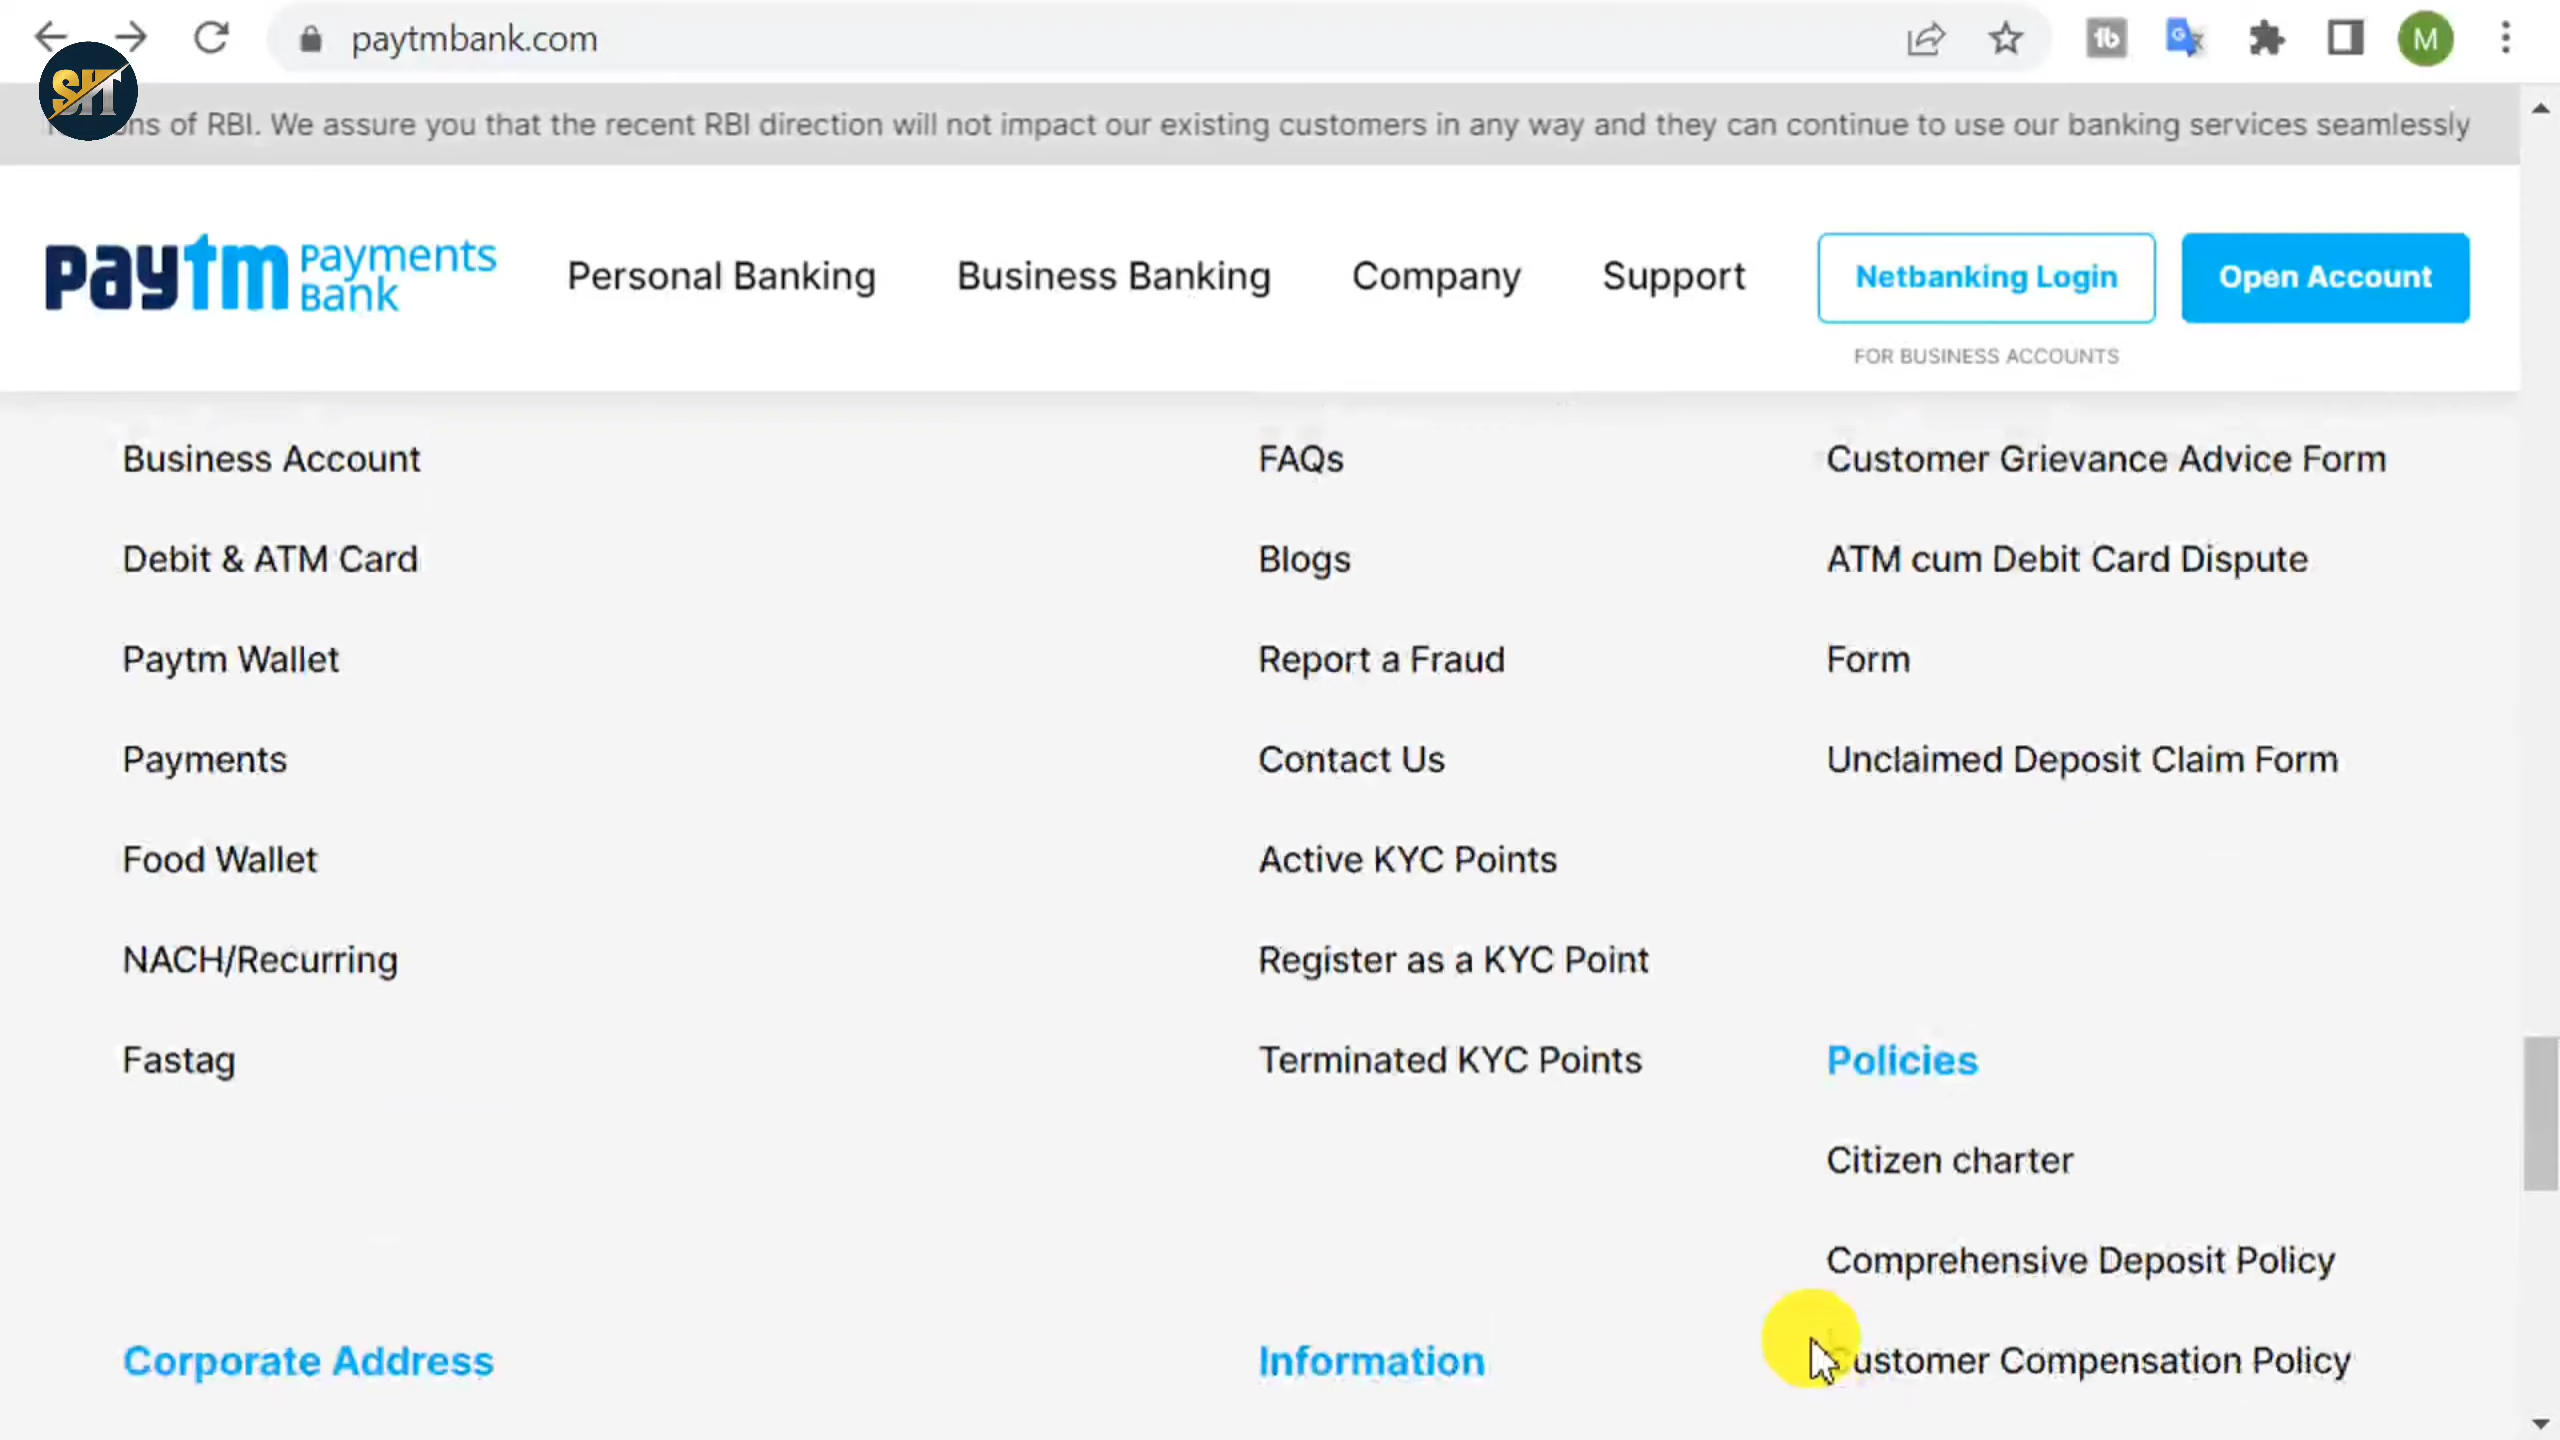 paytmbank.com
M
SHT
ons of RBI. We assure you that the recent RBI direction will not impact our existing customers in any way and they can continue to use our banking services seamlessly
paytm Payments Bank
Personal Banking
Business Banking
Company
Support
Netbanking Login
Open Account
FOR BUSINESS ACCOUNTS
Business Account
Debit & ATM Card
Paytm Wallet
Payments
Food Wallet
NACH/Recurring
Fastag
Corporate Address
FAQs
Blogs
Report a Fraud
Contact Us
Active KYC Points
Register as a KYC Point
Terminated KYC Points
Information
Customer Grievance Advice Form
ATM cum Debit Card Dispute
Form
Unclaimed Deposit Claim Form
Policies
Citizen charter
Comprehensive Deposit Policy
Customer Compensation Policy